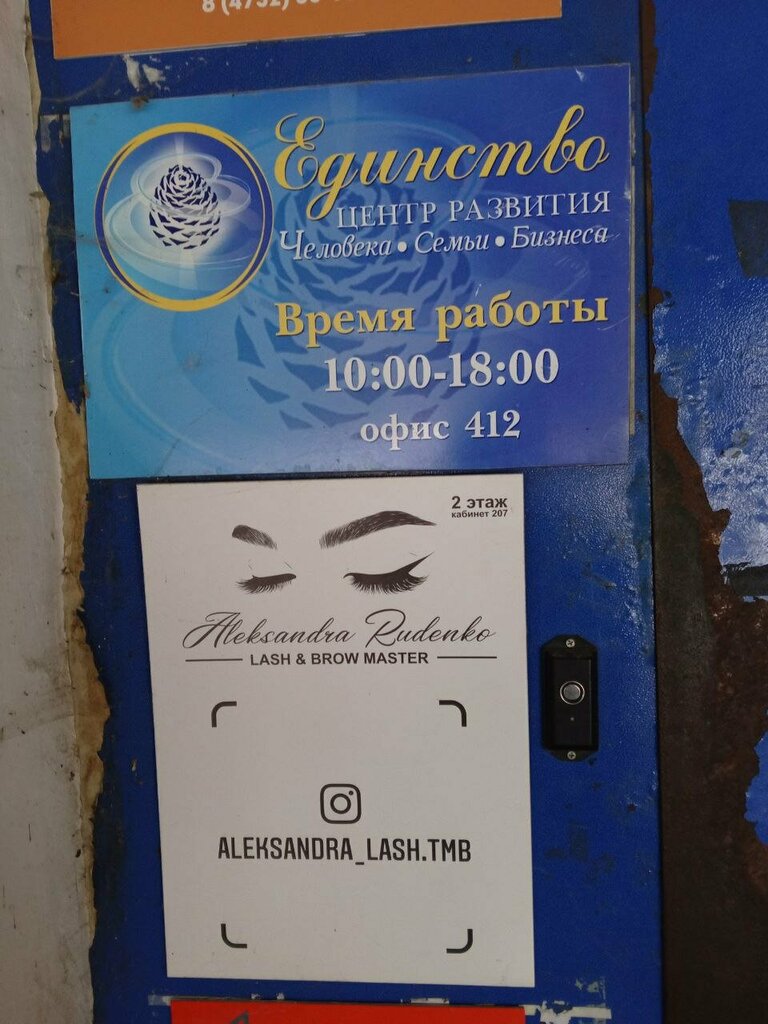 Единство
ЦЕНТР РАЗВИТИЯ
Человека • Семьи • Бизнеса
Время работы
10:00-18:00
офис 412
2 этаж
кабинет 207
Aleksandra Rudenko
LASH & BROW MASTER
ALEKSANDRA_LASH.TMB